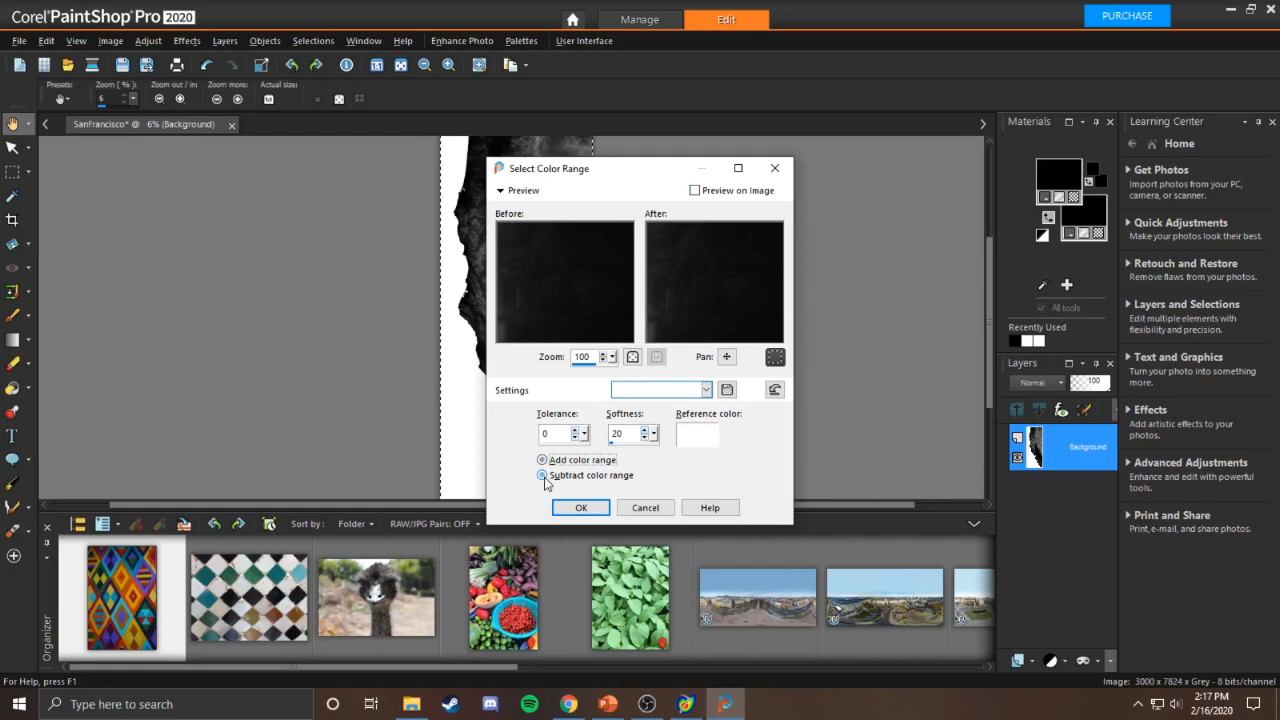 Corel® PaintShop® Pro 2020
Manage
Edit
PURCHASE
File Edit View Image Adjust Effects Layers Objects Selections Window Help Enhance Photo Palettes User Interface
1:1
Presets: Zoom ( % ): Zoom out / in: Zoom more: Actual size:
6
SanFrancisco* @ 6% (Background)
Materials
Learning Center
Home
Get Photos
Import photos from your PC, camera, or scanner.
Quick Adjustments
Make your photos look their best.
Retouch and Restore
Remove flaws from your photos.
Layers and Selections
Edit multiple elements with flexibility and precision.
Text and Graphics
Turn your photo into something more.
Effects
Add artistic effects to your photos.
Advanced Adjustments
Edit and enhance with powerful tools.
Print and Share
Print, e-mail, and share photos.
All tools
Recently Used
Layers
Normal
100
Background
Select Color Range
Preview
Preview on Image
Before:
After:
Zoom: 100
Pan:
Settings
Tolerance:
Softness:
Reference color:
0
20
Add color range
Subtract color range
OK
Cancel
Help
Sort by: Folder
RAW/JPG Pairs: OFF
Organizer
360
360
For Help, press F1
Image: 3000 x 7824 x Grey - 8 bits/channel
Type here to search
2:17 PM
2/16/2020